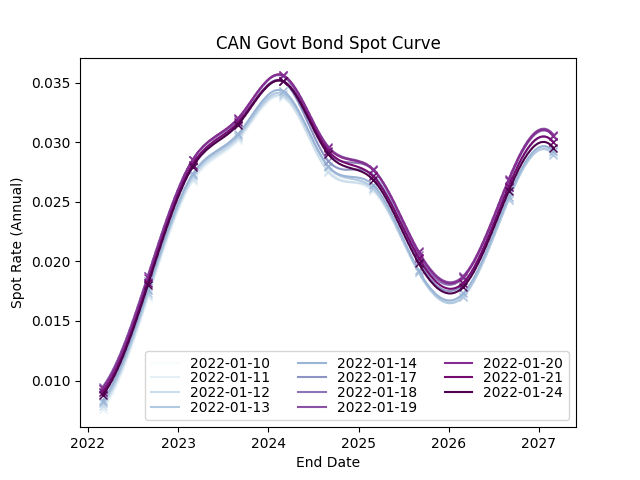 CAN Govt Bond Spot Curve
Spot Rate (Annual)
0.035
0.030
0.025
0.020
0.015
0.010
2022-01-10 2022-01-14 2022-01-20
2022-01-11 2022-01-17 2022-01-21
2022-01-12 2022-01-18 2022-01-24
2022-01-13 2022-01-19
2022 2023 2024 2025 2026 2027
End Date